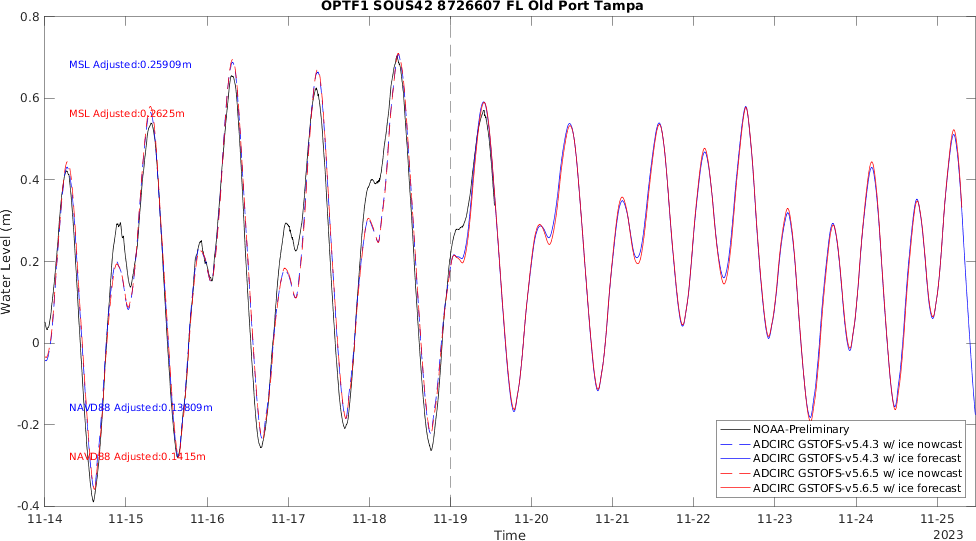 OPTF1 SOUS42 8726607 FL Old Port Tampa
0.8
0.6
0.4
0.2
0
-0.2
-0.4
Water Level (m)
MSL Adjusted:0.25909m
MSL Adjusted:0.2625m
NAVD88 Adjusted:0.13809m
NAVD88 Adjusted:0.1415m
NOAA-Preliminary
ADCIRC GSTOFS-v5.4.3 w/ ice nowcast
ADCIRC GSTOFS-v5.4.3 w/ ice forecast
ADCIRC GSTOFS-v5.6.5 w/ ice nowcast
ADCIRC GSTOFS-v5.6.5 w/ ice forecast
11-14 11-15 11-16 11-17 11-18 11-19 11-20 11-21 11-22 11-23 11-24 11-25
Time
2023